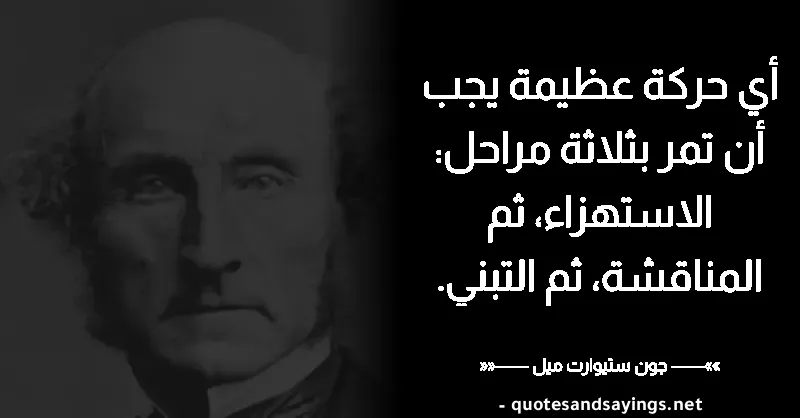 أي حركة عظيمة يجب
أن تمر بثلاثة مراحل:
الاستهزاء، ثم
المناقشة، ثم التبني.
««—— جون ستيوارت ميل ——»»
- quotesandsayings.net